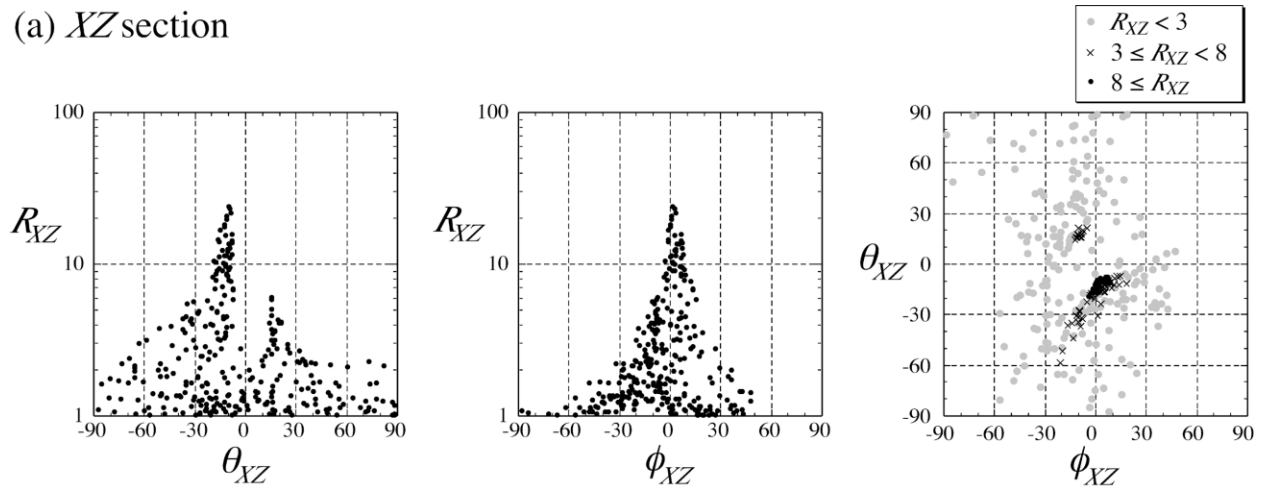 (a) XZ section
R_XZ < 3
3 ≤ R_XZ < 8
8 ≤ R_XZ
100
10
1
R_XZ
-90 -60 -30 0 30 60 90
θ_XZ
100
10
1
R_XZ
-90 -60 -30 0 30 60 90
ϕ_XZ
90
60
30
0
-30
-60
-90
θ_XZ
-90 -60 -30 0 30 60 90
ϕ_XZ